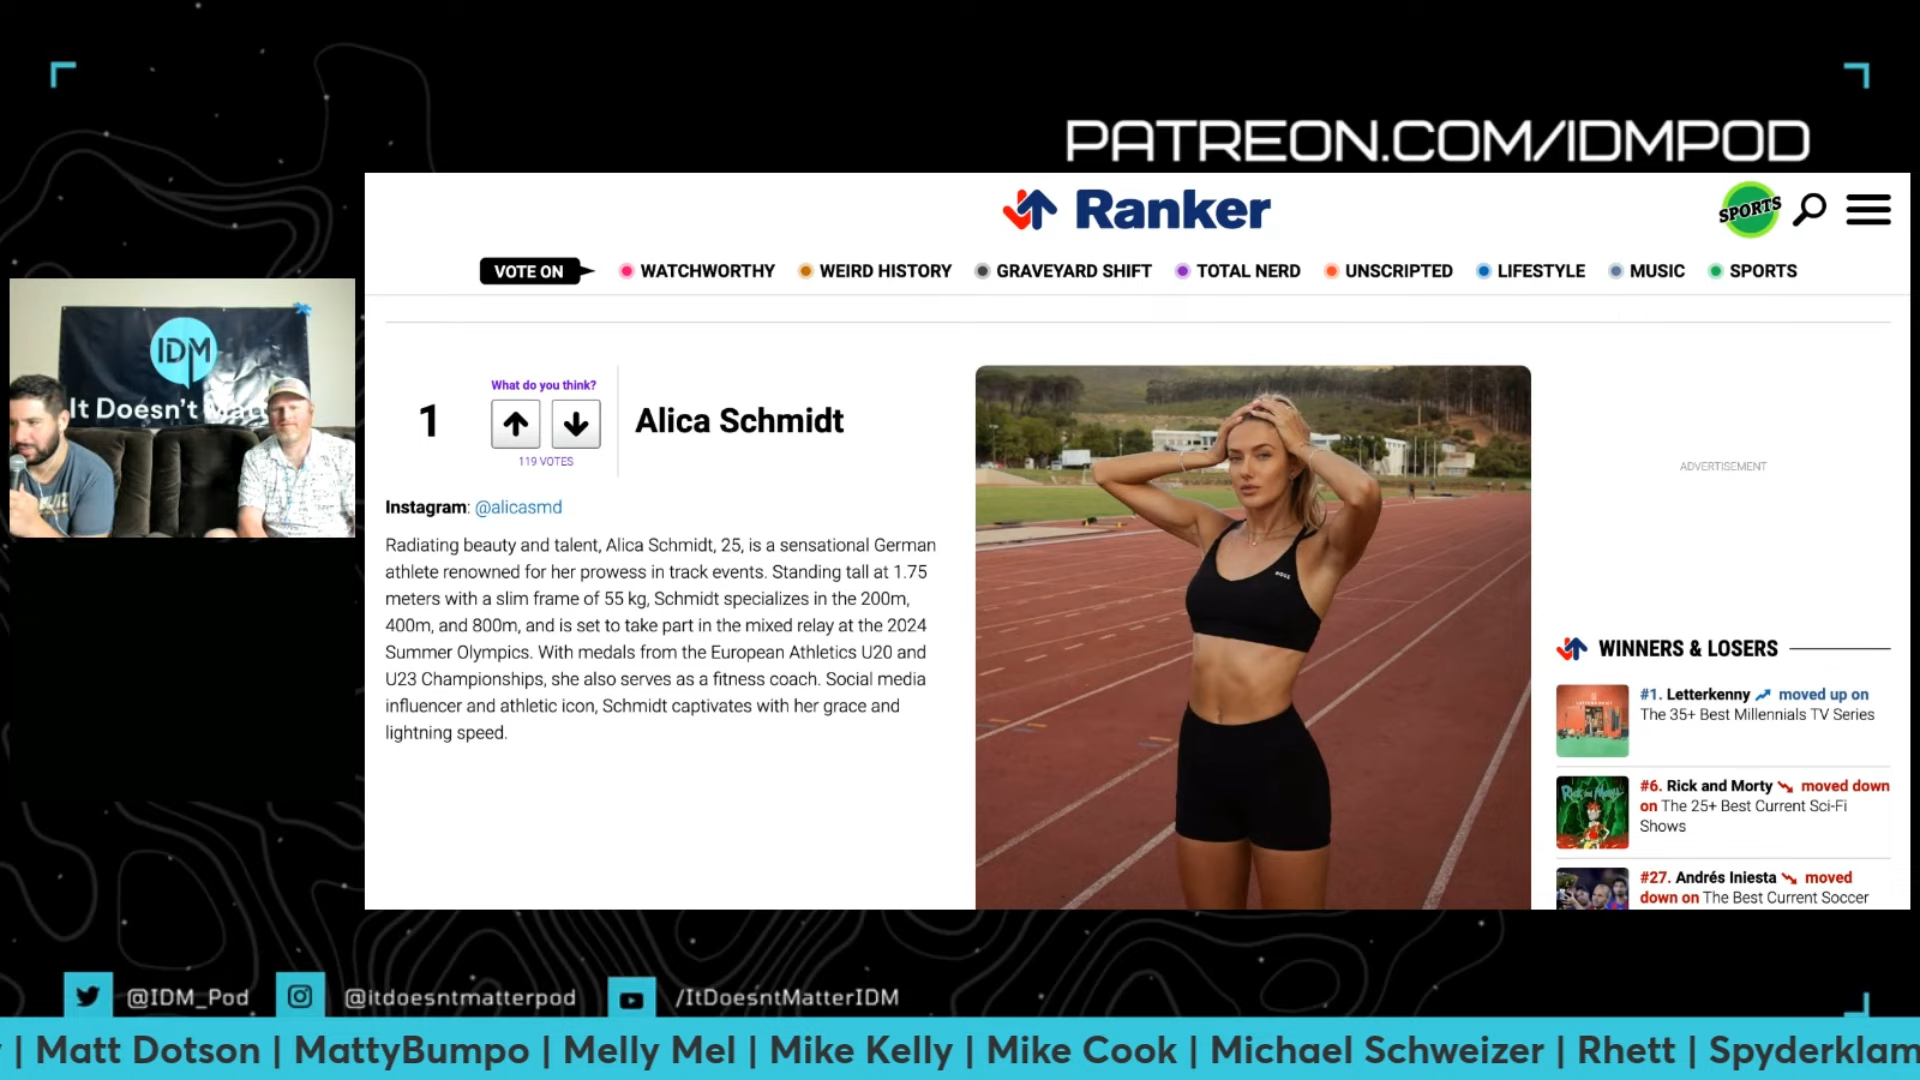 PATREON.COM/IDMPOD
Ranker
SPORTS
VOTE ON
WATCHWORTHY
WEIRD HISTORY
GRAVEYARD SHIFT
TOTAL NERD
UNSCRIPTED
LIFESTYLE
MUSIC
SPORTS
IDM
It Doesn't Matt
1
What do you think?
119 VOTES
Alica Schmidt
Instagram: @alicasmd
Radiating beauty and talent, Alica Schmidt, 25, is a sensational German
athlete renowned for her prowess in track events. Standing tall at 1.75
meters with a slim frame of 55 kg, Schmidt specializes in the 200m,
400m, and 800m, and is set to take part in the mixed relay at the 2024
Summer Olympics. With medals from the European Athletics U20 and
U23 Championships, she also serves as a fitness coach. Social media
influencer and athletic icon, Schmidt captivates with her grace and
lightning speed.
BOSS
ADVERTISEMENT
WINNERS & LOSERS
#1. Letterkenny moved up on
The 35+ Best Millennials TV Series
Rick and Morty
#6. Rick and Morty moved down
on The 25+ Best Current Sci-Fi
Shows
#27. Andrés Iniesta moved
down on The Best Current Soccer
@IDM_Pod
@itdoesntmatterpod
/ItDoesntMatterIDM
| Matt Dotson | MattyBumpo | Melly Mel | Mike Kelly | Mike Cook | Michael Schweizer | Rhett | Spyderklam